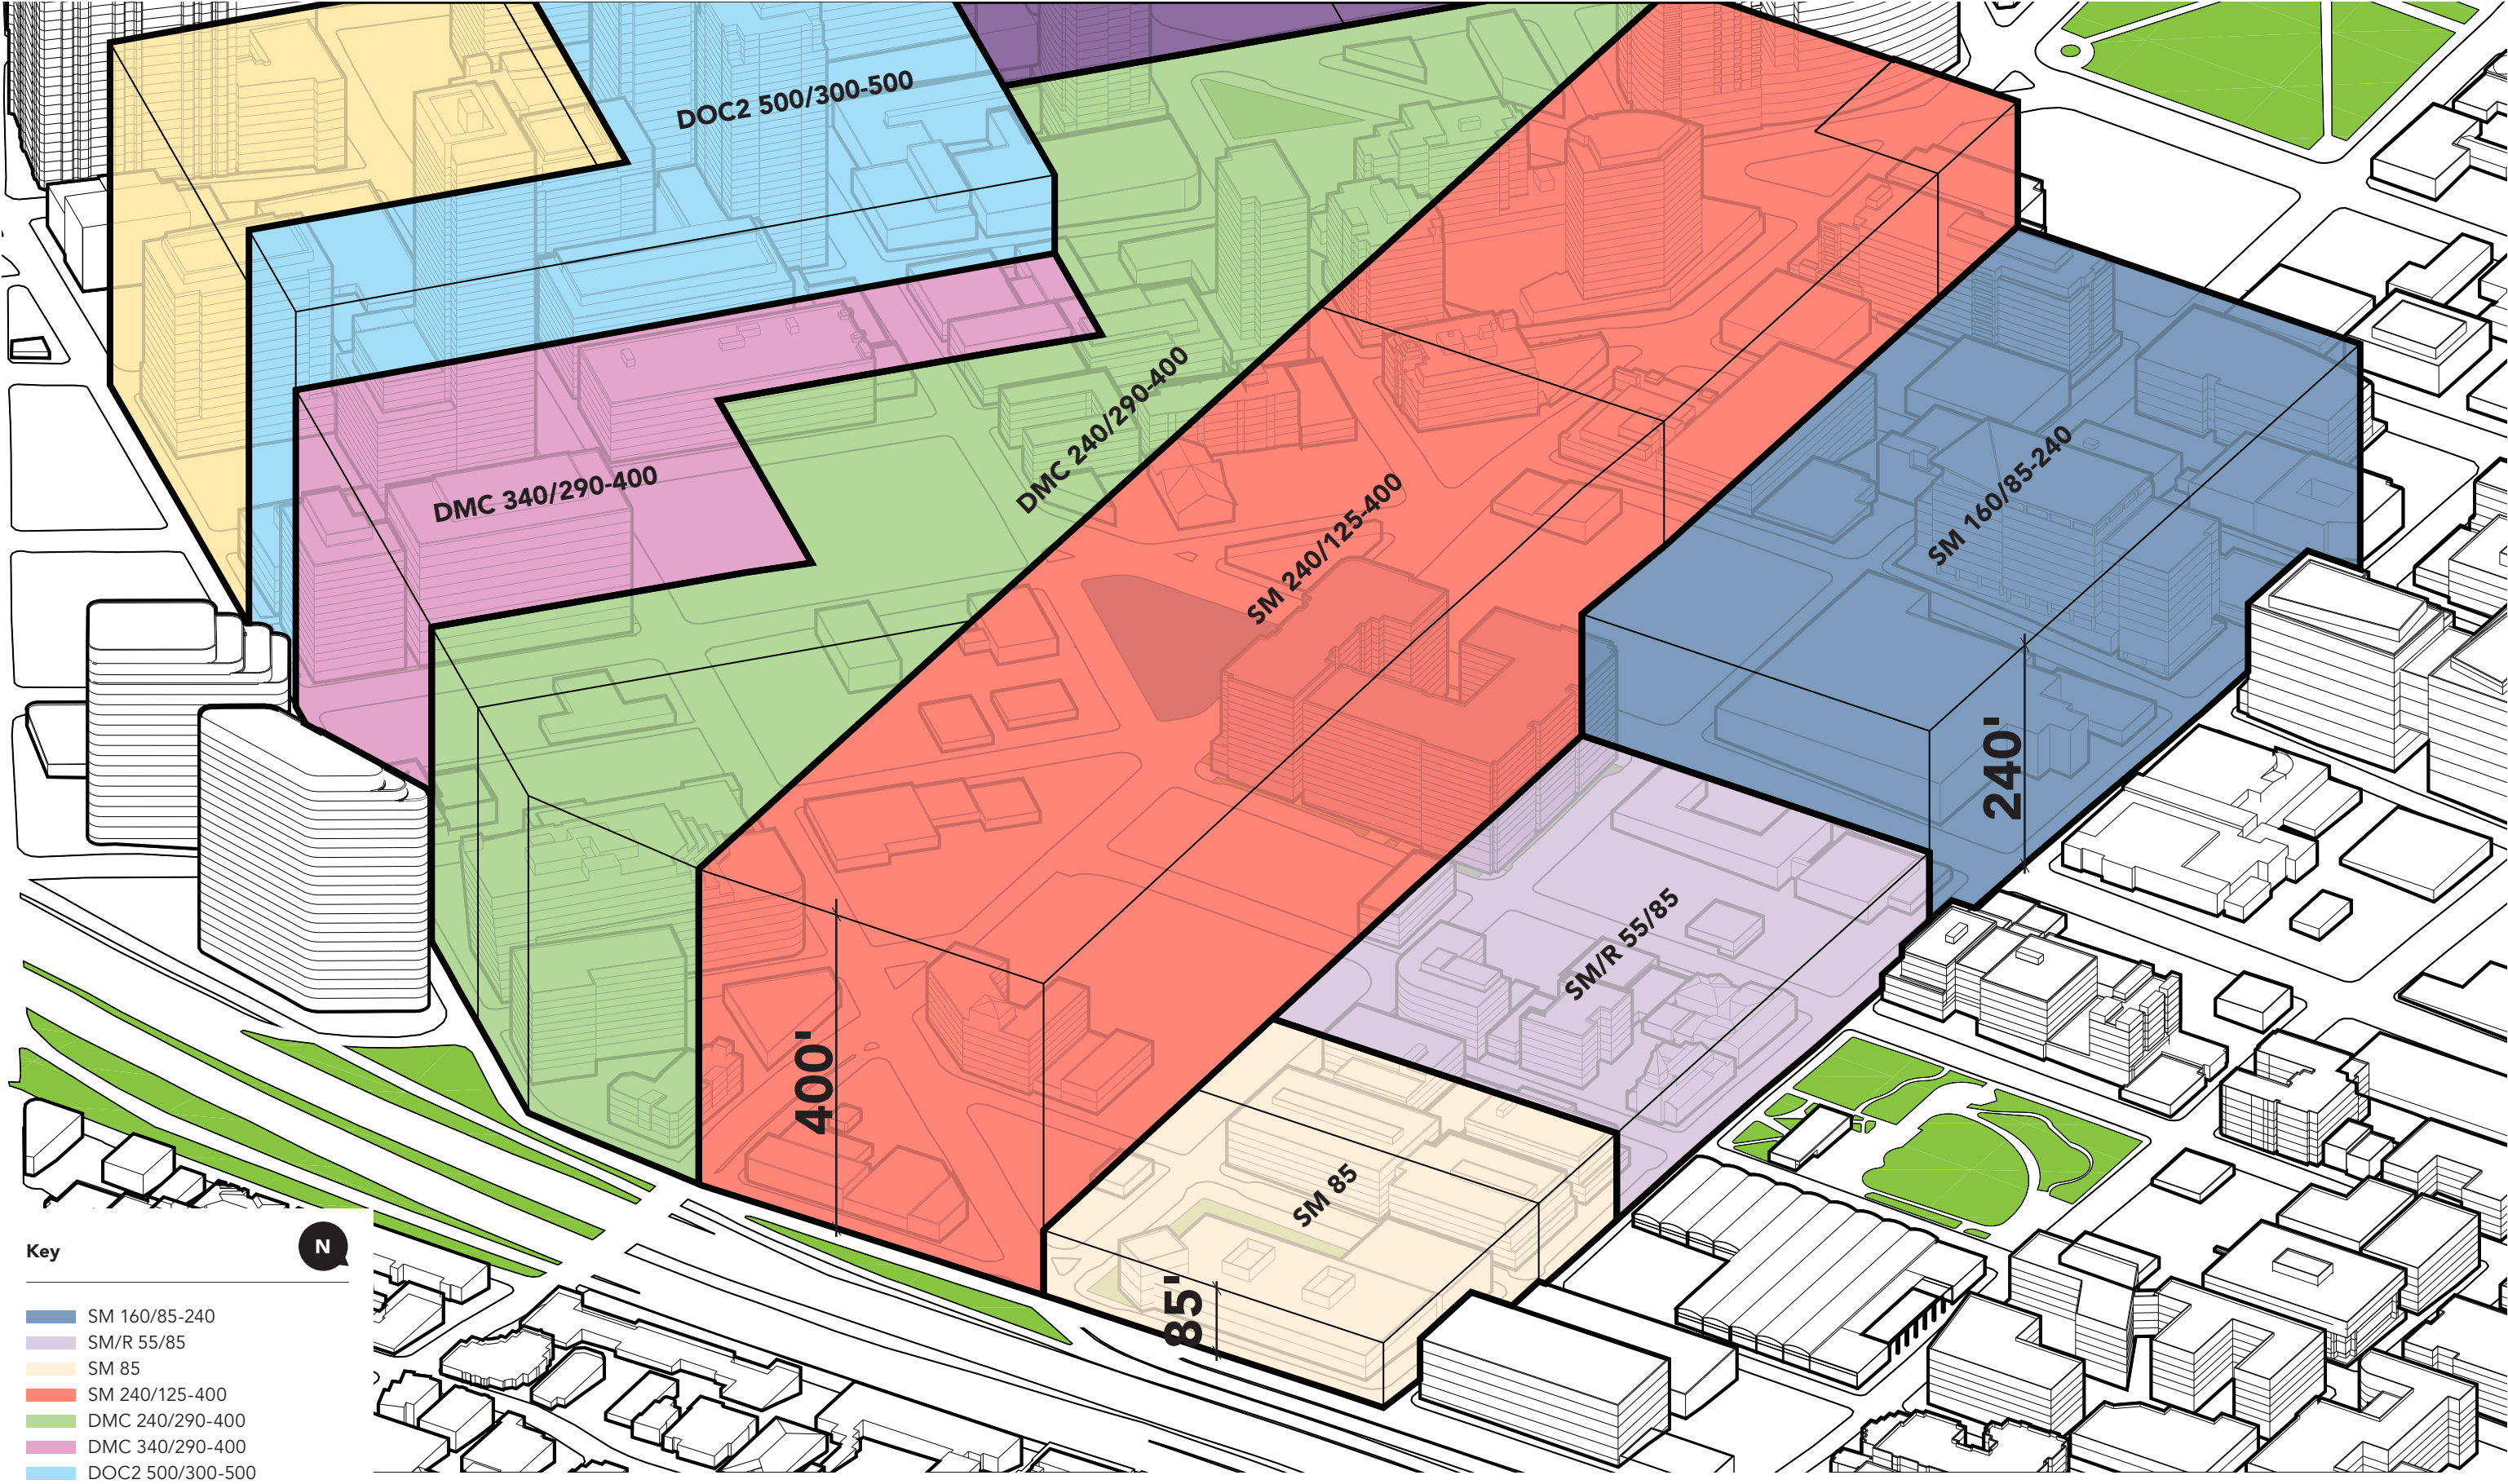 DOC2 500/300-500
DMC 340/290-400
DMC 240/290-400
SM 240/125-400
SM 160/85-240
240'
SM/R 55/85
400'
SM 85
85'
Key
N
SM 160/85-240
SM/R 55/85
SM 85
SM 240/125-400
DMC 240/290-400
DMC 340/290-400
DOC2 500/300-500